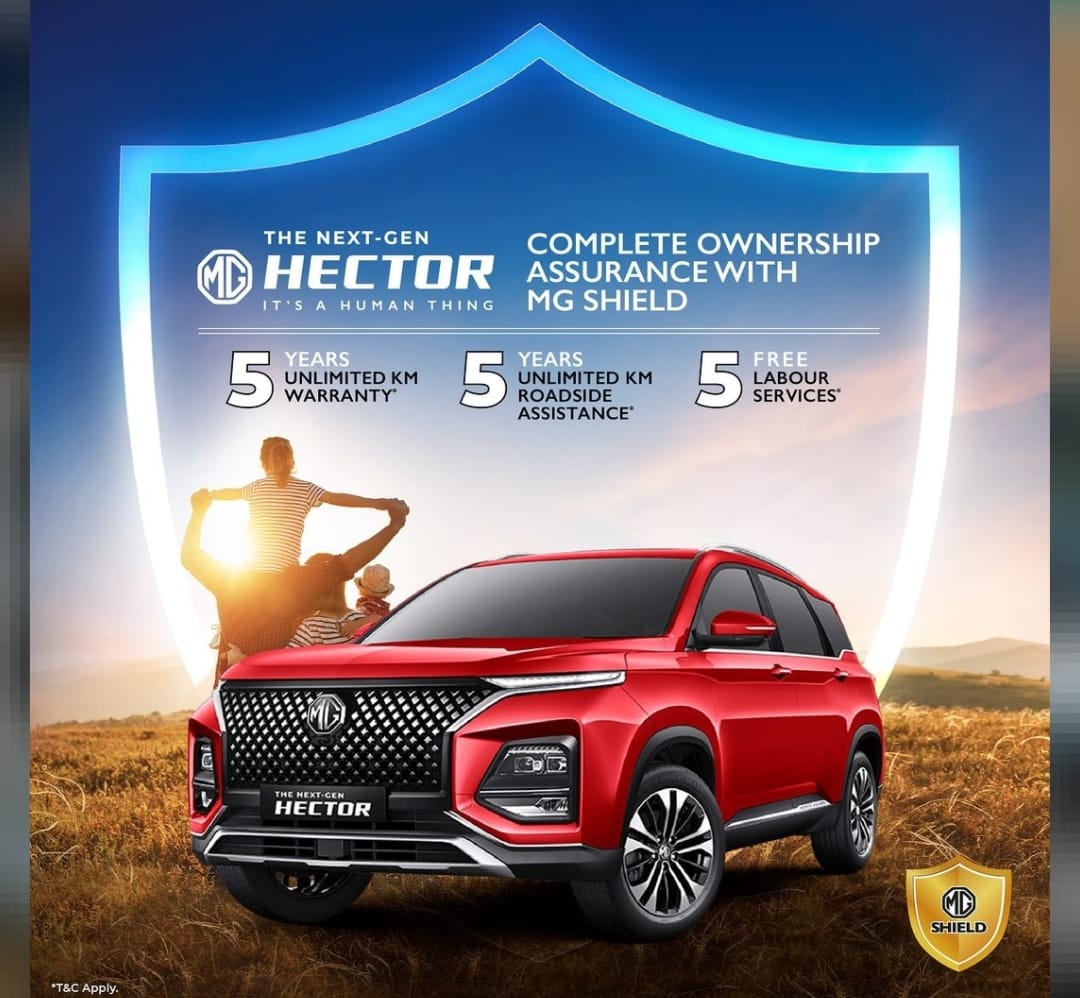 THE NEXT-GEN
MG HECTOR
IT'S A HUMAN THING
COMPLETE OWNERSHIP
ASSURANCE WITH
MG SHIELD
5 YEARS
UNLIMITED KM
WARRANTY*
5 YEARS
UNLIMITED KM
ROADSIDE
ASSISTANCE*
5 FREE
LABOUR
SERVICES*
MG
THE NEXT-GEN
HECTOR
MG
SHIELD
*T&C Apply.